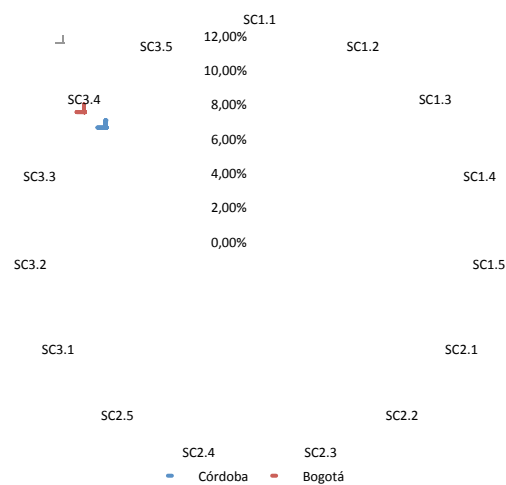 SC1.1
12,00%
SC3.5
SC1.2
10,00%
SC3.4
SC1.3
8,00%
6,00%
SC3.3
4,00%
SC1.4
2,00%
0,00%
SC3.2
SC1.5
SC3.1
SC2.1
SC2.5
SC2.2
SC2.4
SC2.3
Córdoba
Bogotá